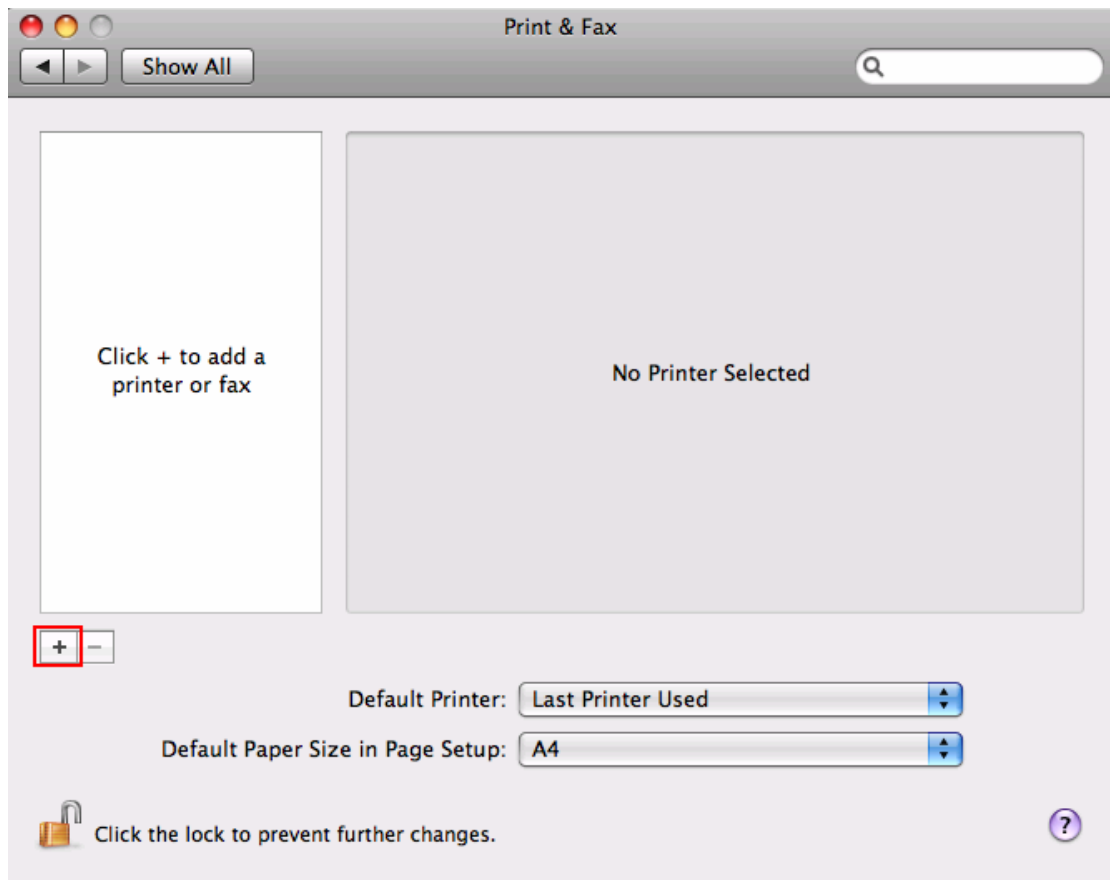 Print & Fax
Show All
Click + to add a
printer or fax
No Printer Selected
+ −
Default Printer: Last Printer Used
Default Paper Size in Page Setup: A4
Click the lock to prevent further changes.
?